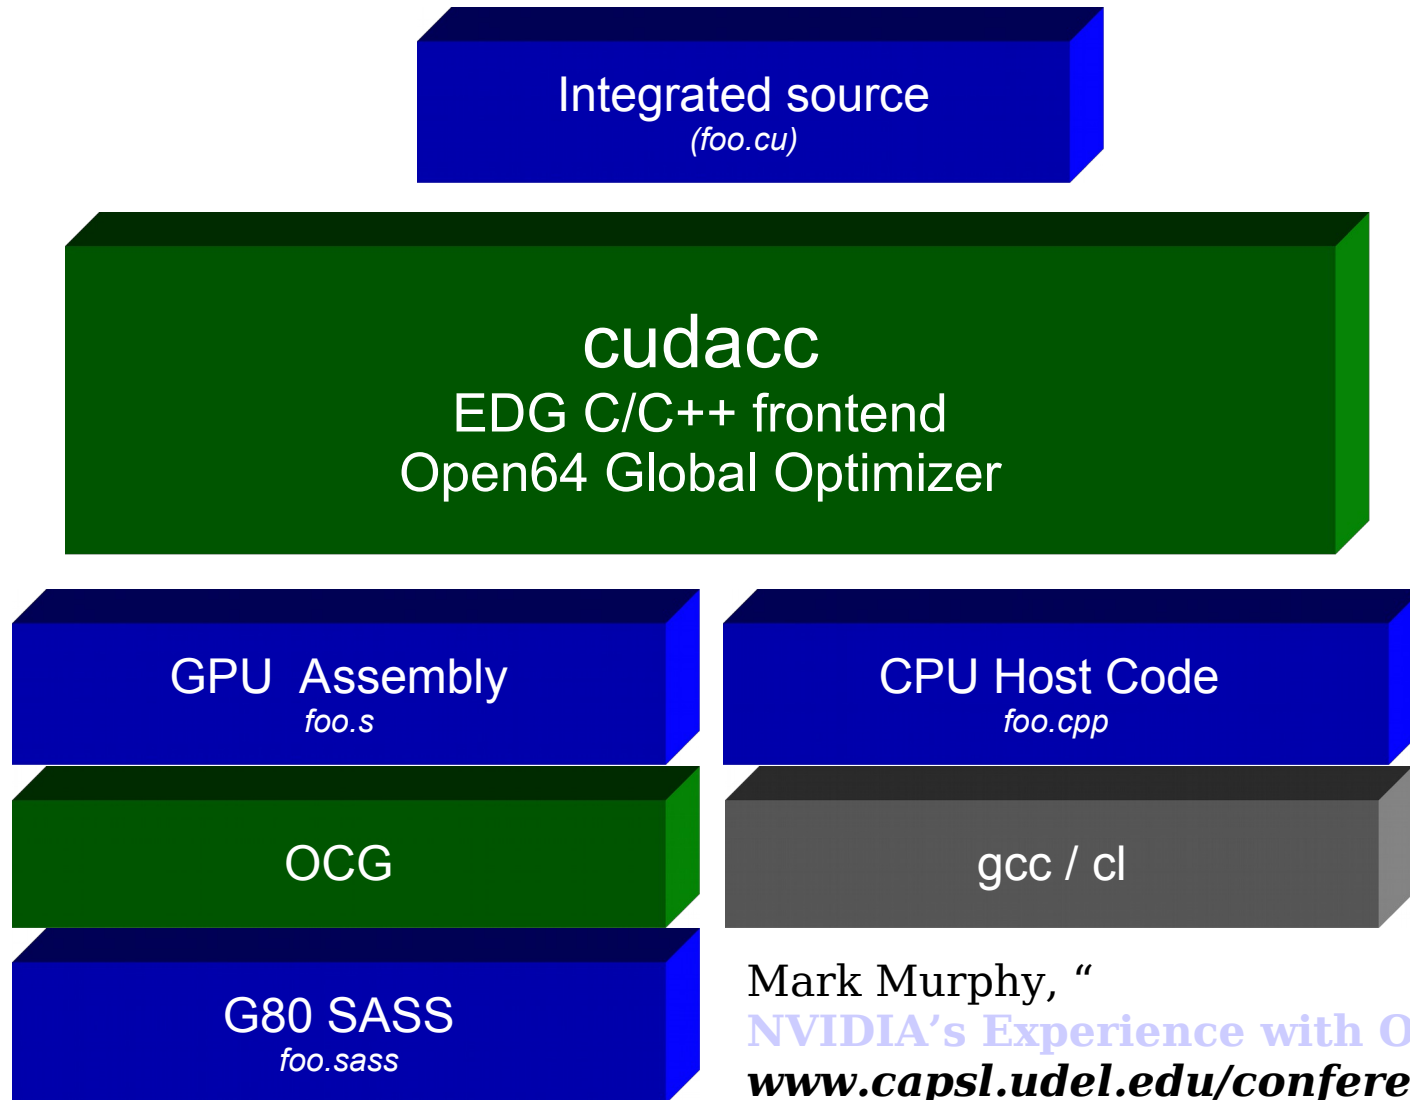 Integrated source
(foo.cu)
cudacc
EDG C/C++ frontend
Open64 Global Optimizer
GPU Assembly
foo.s
CPU Host Code
foo.cpp
OCG
gcc / cl
G80 SASS
foo.sass
Mark Murphy, “
NVIDIA’s Experience with O
www.capsl.udel.edu/confere